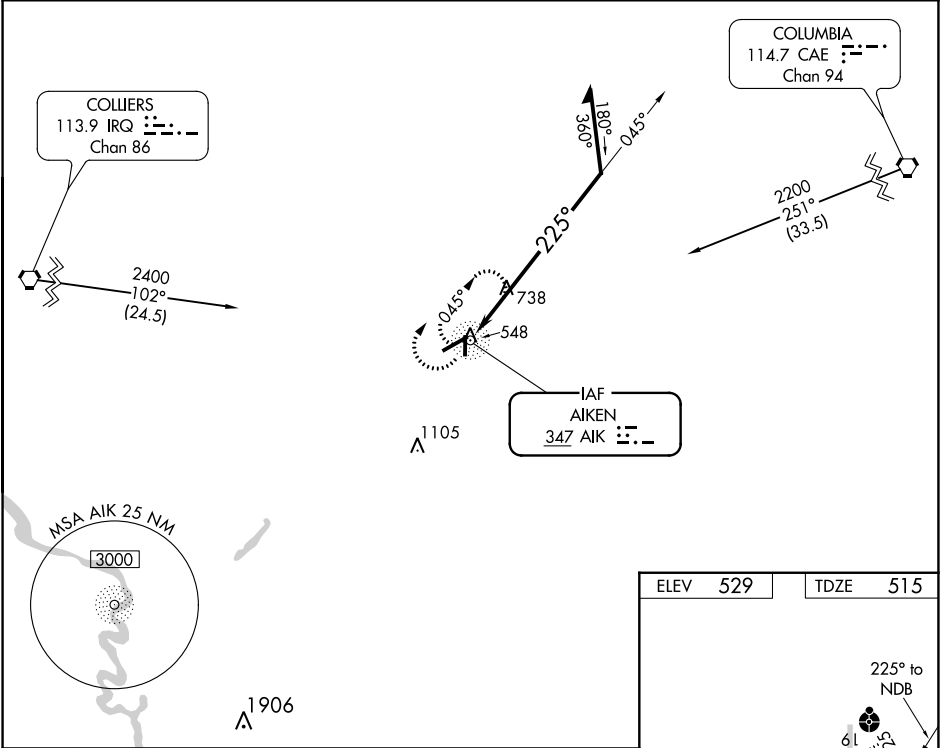 COLUMBIA
114.7 CAE
Chan 94
COLLIERS
113.9 IRQ
Chan 86
180°
360°
045°
2200
251°
(33.5)
225°
2400
102°
(24.5)
045°
738
548
IAF
AIKEN
347 AIK
1105
MSA AIK 25 NM
3000
ELEV 529
TDZE 515
225° to
NDB
1906